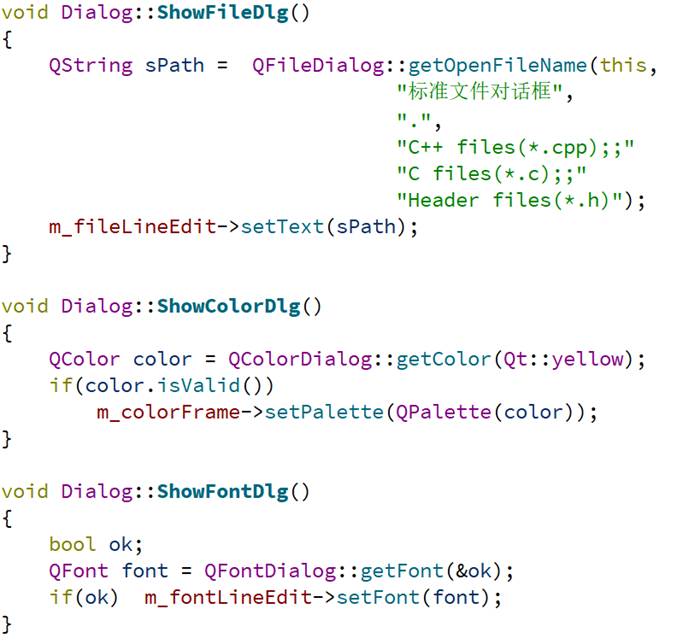 void Dialog::ShowFileDlg()
{
    QString sPath =  QFileDialog::getOpenFileName(this,
                                 "标准文件对话框",
                                 ".",
                                 "C++ files(*.cpp);;"
                                 "C files(*.c);;"
                                 "Header files(*.h)");
    m_fileLineEdit->setText(sPath);
}

void Dialog::ShowColorDlg()
{
    QColor color = QColorDialog::getColor(Qt::yellow);
    if(color.isValid())
        m_colorFrame->setPalette(QPalette(color));
}

void Dialog::ShowFontDlg()
{
    bool ok;
    QFont font = QFontDialog::getFont(&ok);
    if(ok)  m_fontLineEdit->setFont(font);
}